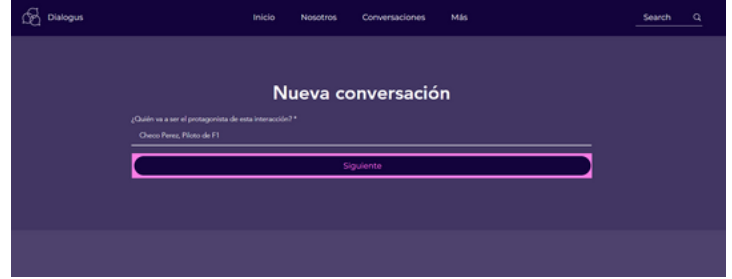 Dialogus
Inicio Nosotros Conversaciones Más
Search
Nueva conversación
¿Quién va a ser el protagonista de esta interacción? *
Checo Perez, Piloto de F1
Siguiente